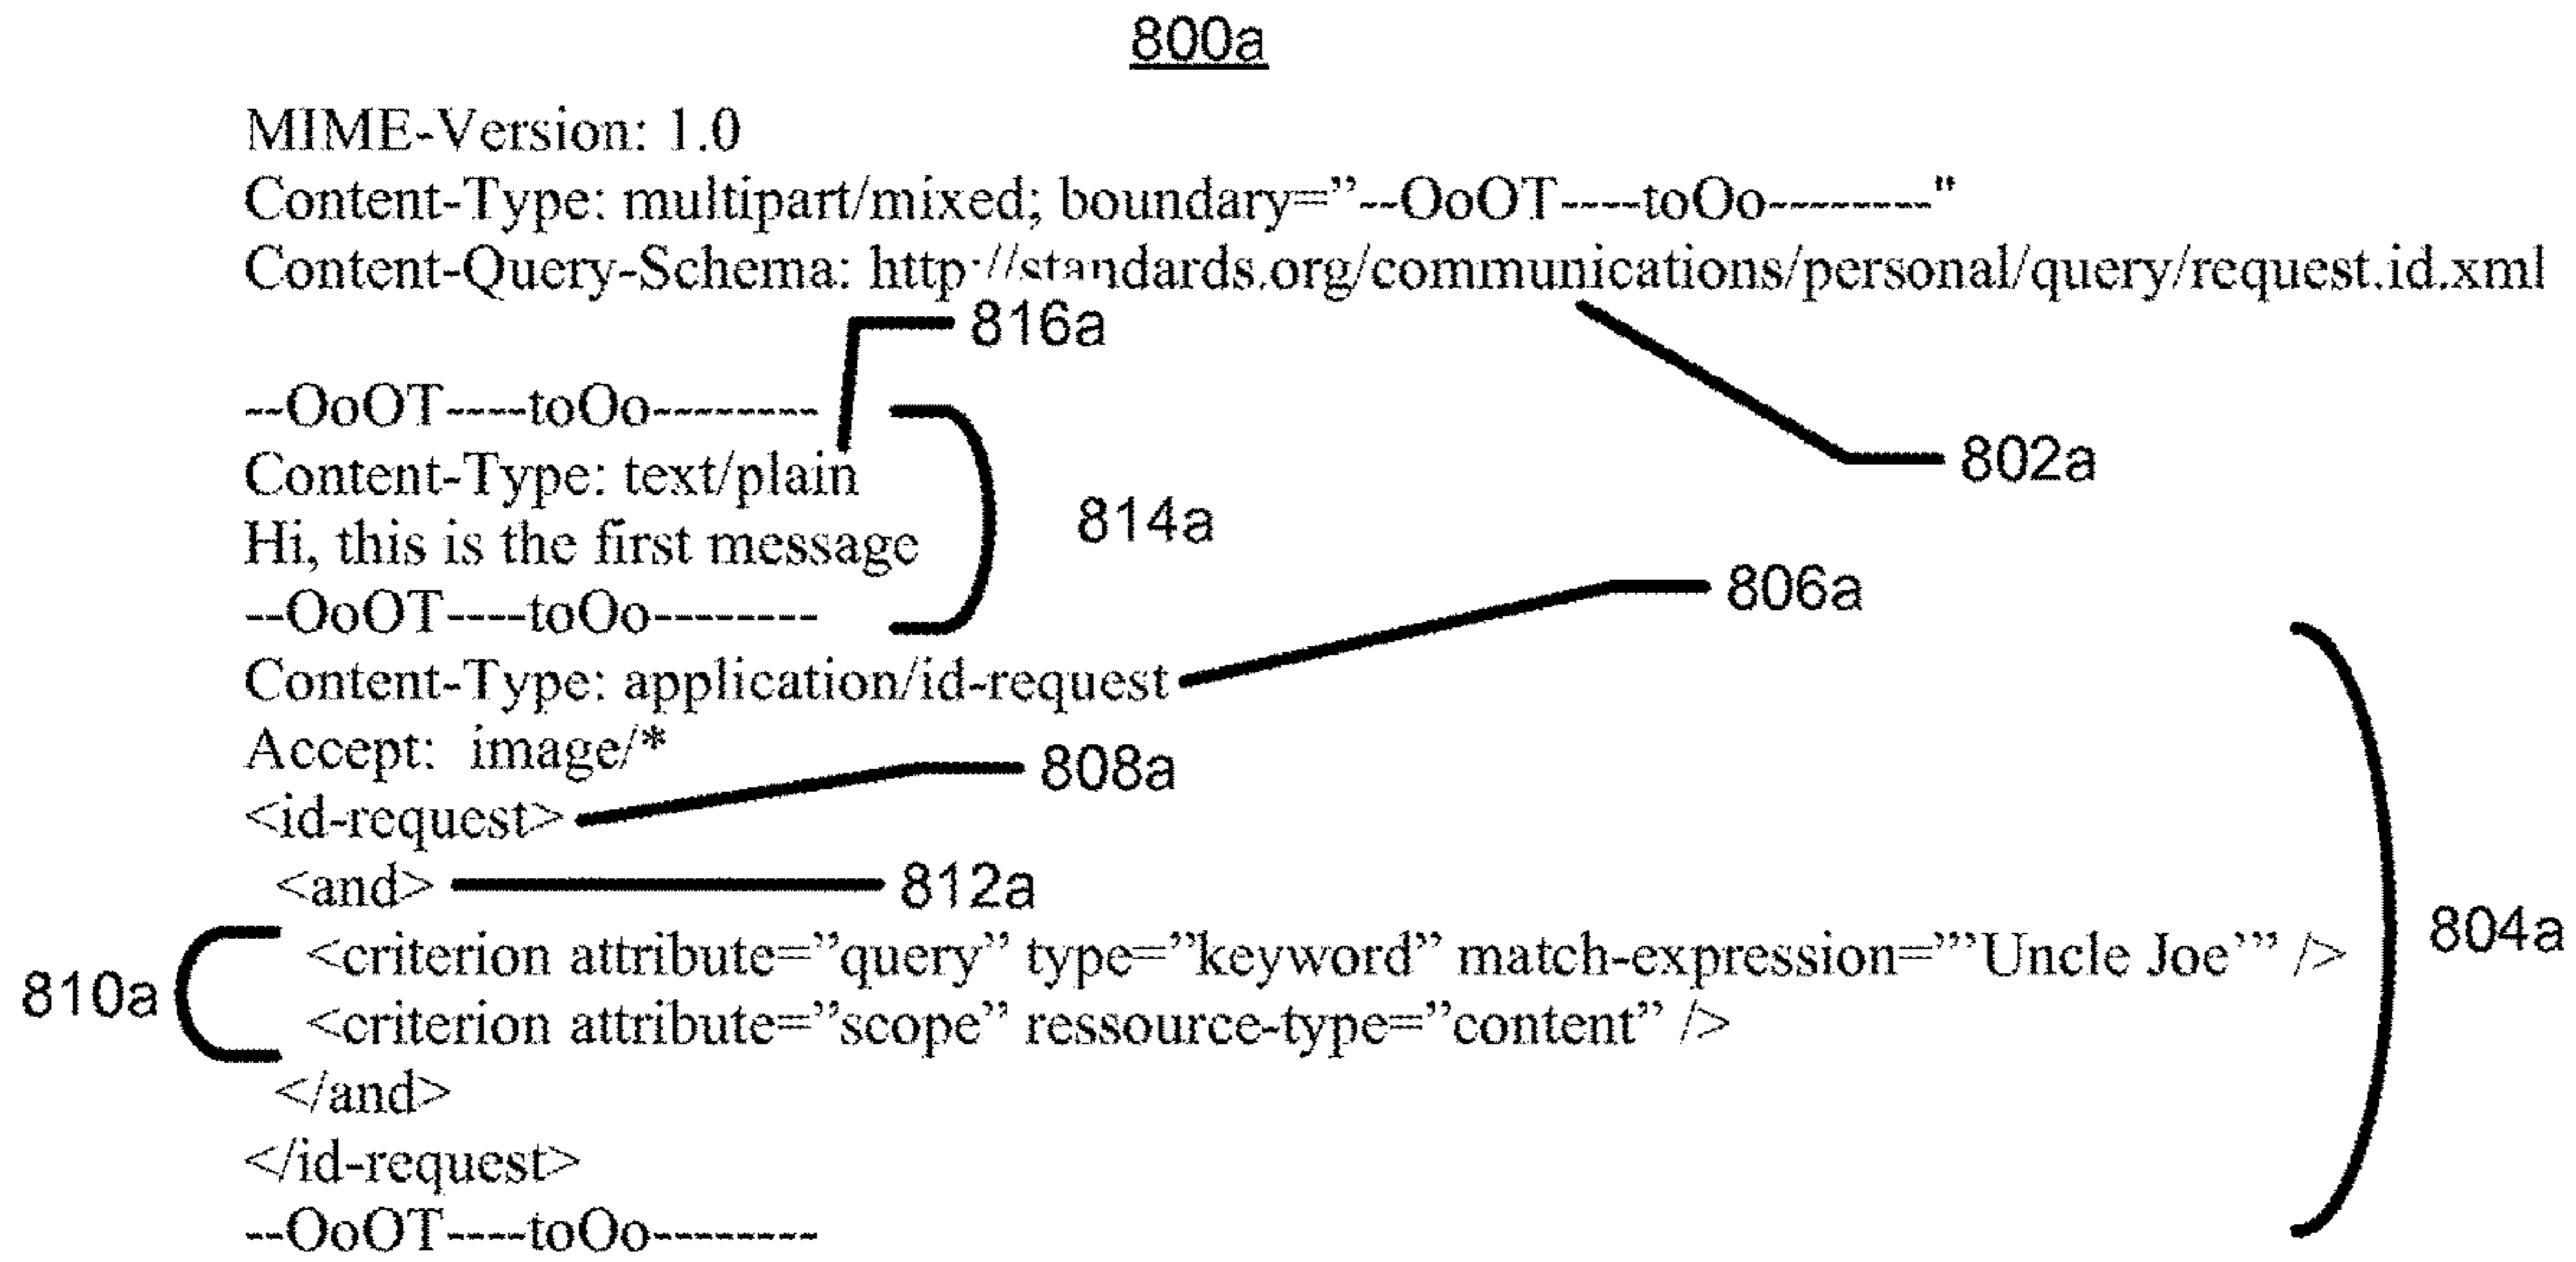 800a
MIME-Version: 1.0
Content-Type: multipart/mixed; boundary=”--OoOT----toOo--------"
Content-Query-Schema: http://standards.org/communications/personal/query/request.id.xml
816a
--OoOT----toOo--------
802a
Content-Type: text/plain
814a
Hi, this is the first message
806a
--OoOT----toOo--------
Content-Type: application/id-request
Accept:  image/*
808a
<id-request>
<and>
812a
804a
<criterion attribute=”query” type=”keyword” match-expression=”’Uncle Joe’” />
810a
<criterion attribute=”scope” ressource-type=”content” />
</and>
</id-request>
--OoOT----toOo--------